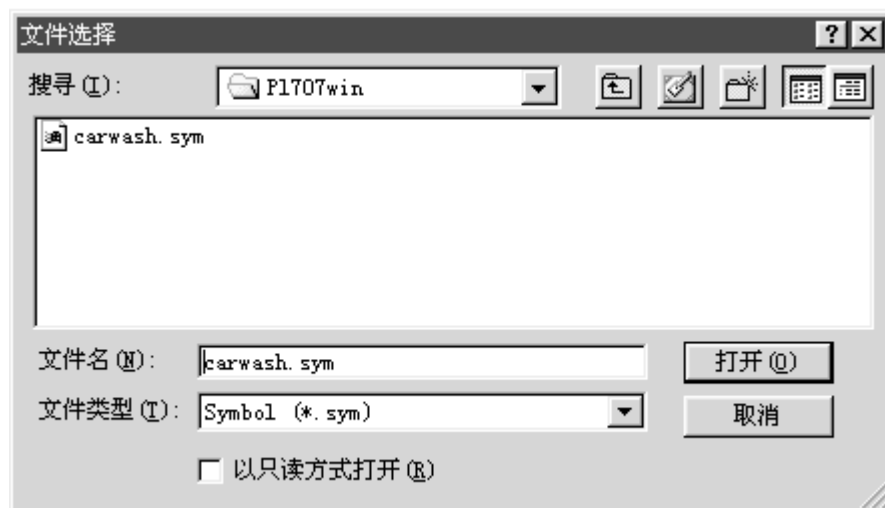 文件选择
搜寻(I): P1707win
carwash.sym
文件名(N): carwash.sym 打开(O)
文件类型(T): Symbol (*.sym) 取消
以只读方式打开(R)